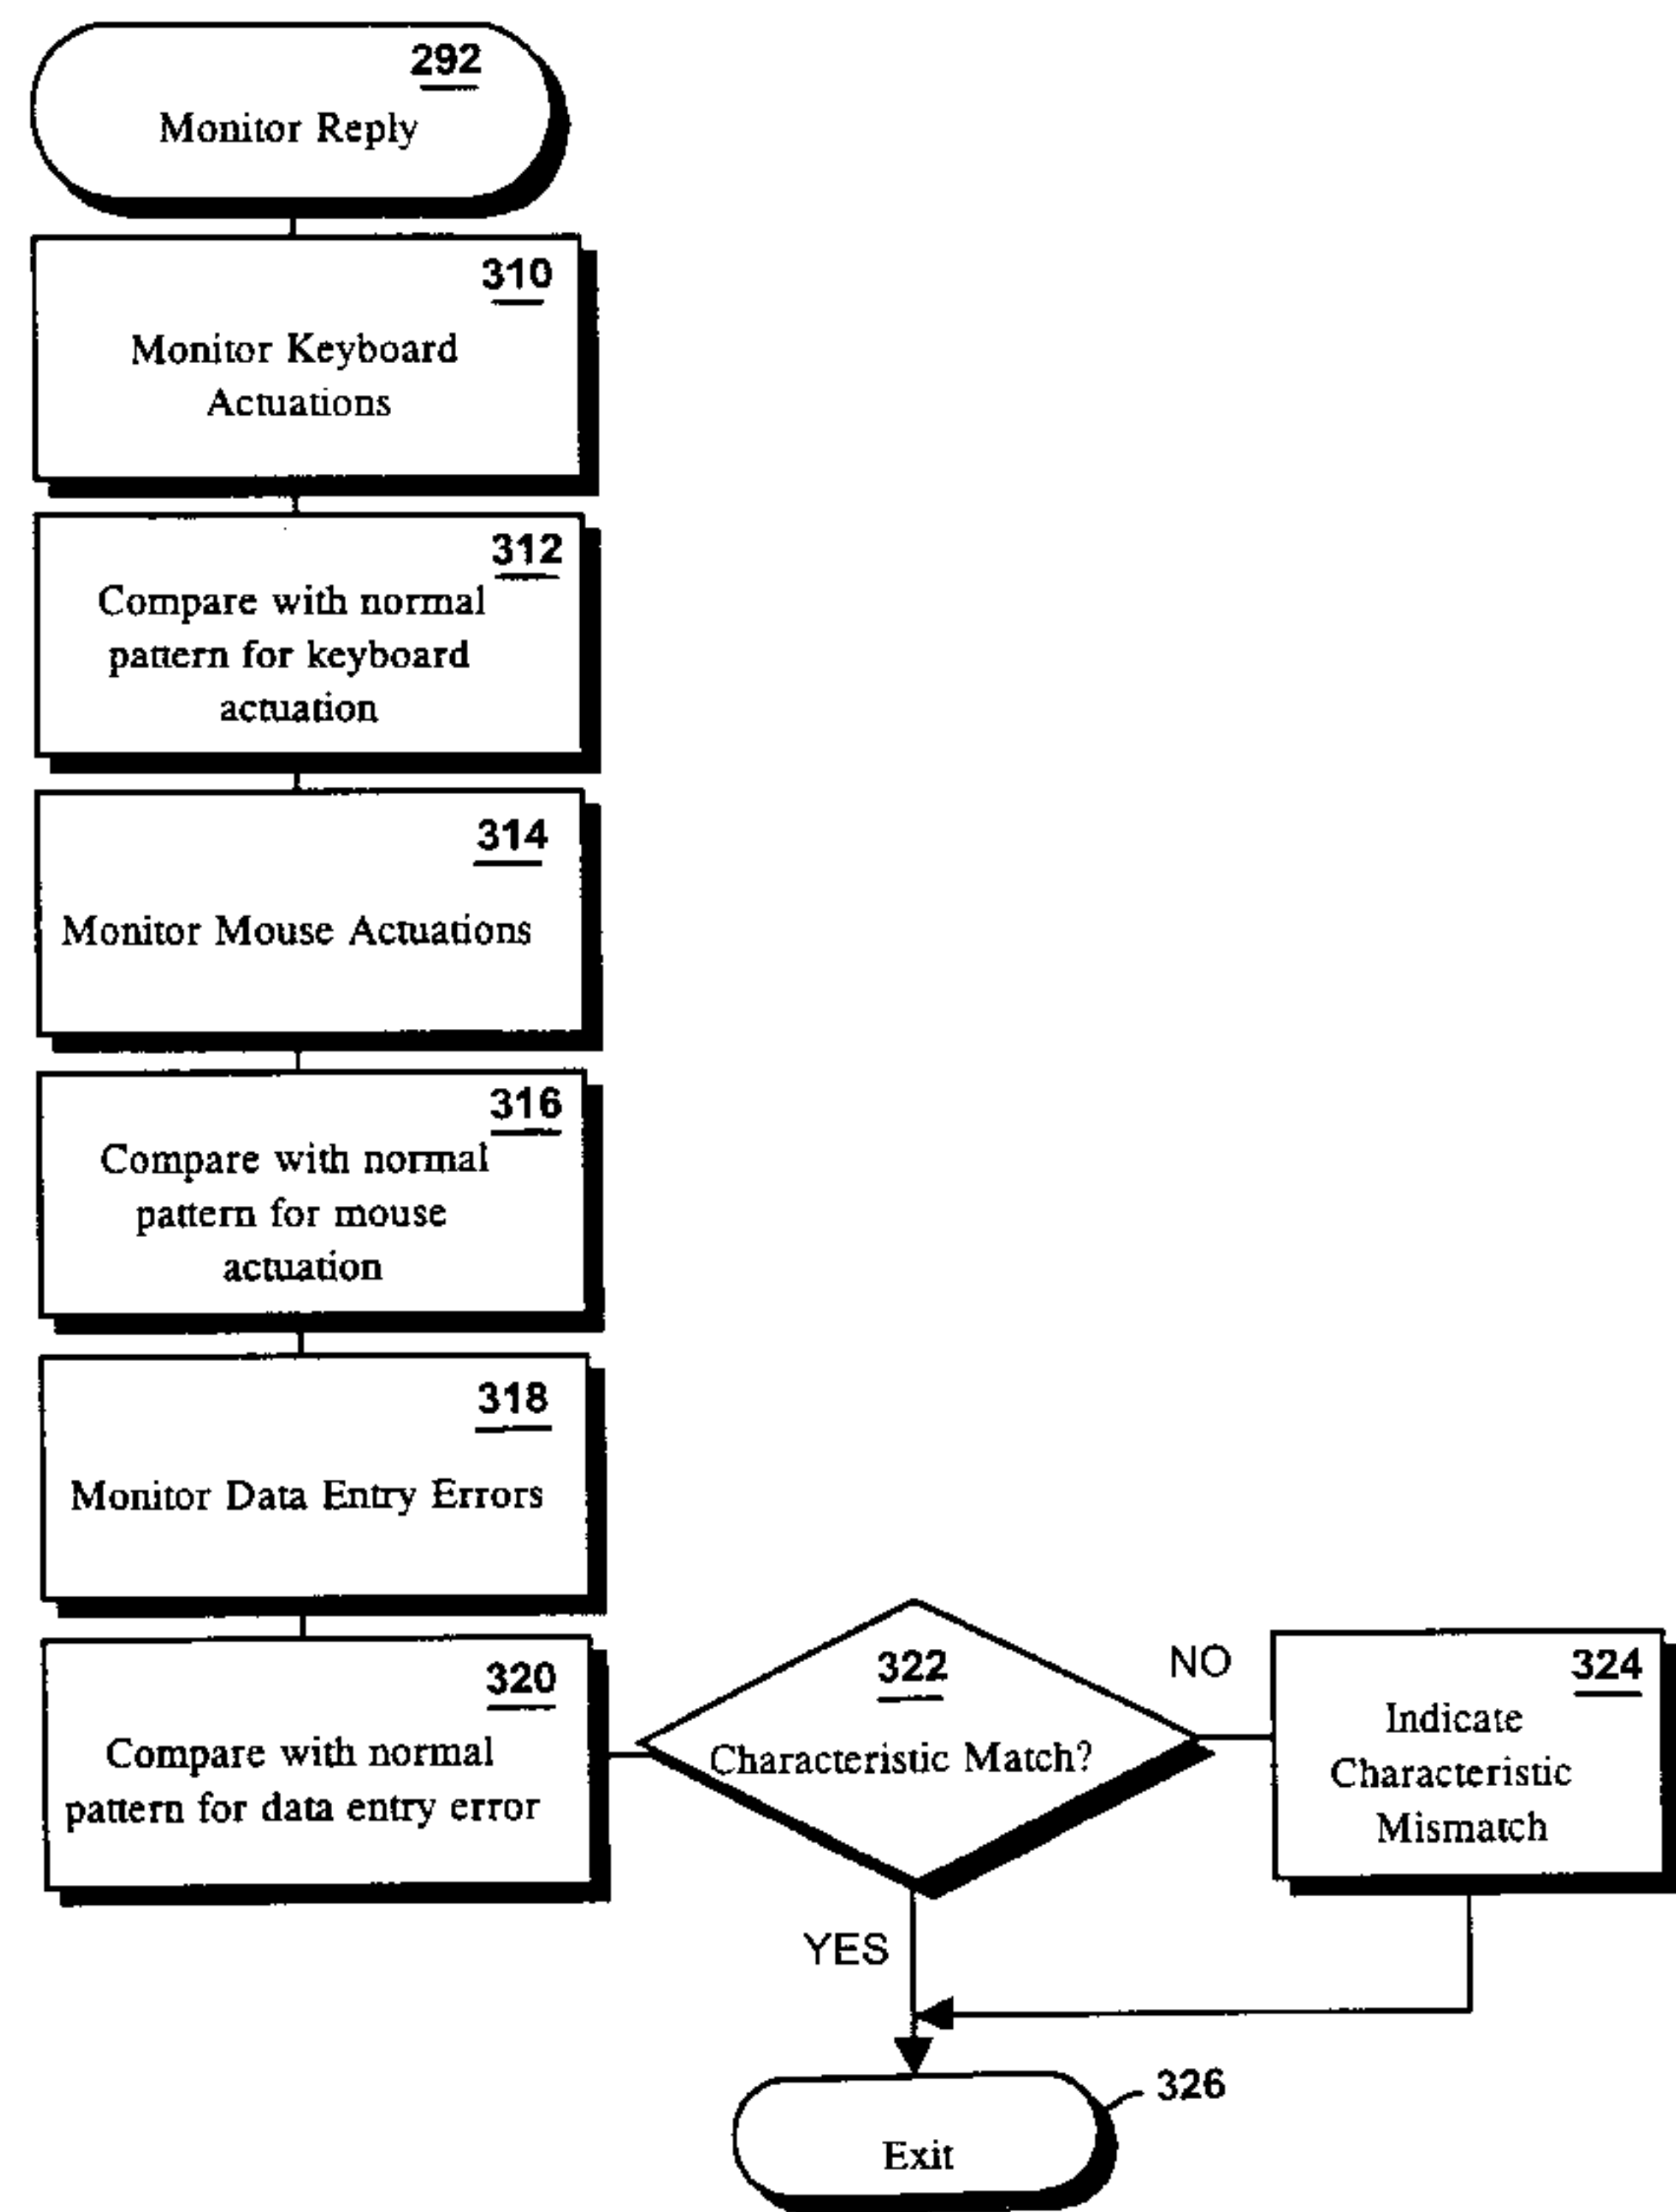 292
Monitor Reply
310
Monitor Keyboard
Actuations
312
Compare with normal
pattern for keyboard
actuation
314
Monitor Mouse Actuations
316
Compare with normal
pattern for mouse
actuation
318
Monitor Data Entry Errors
320
Compare with normal
pattern for data entry error
322
Characteristic Match?
NO
324
Indicate
Characteristic
Mismatch
YES
326
Exit